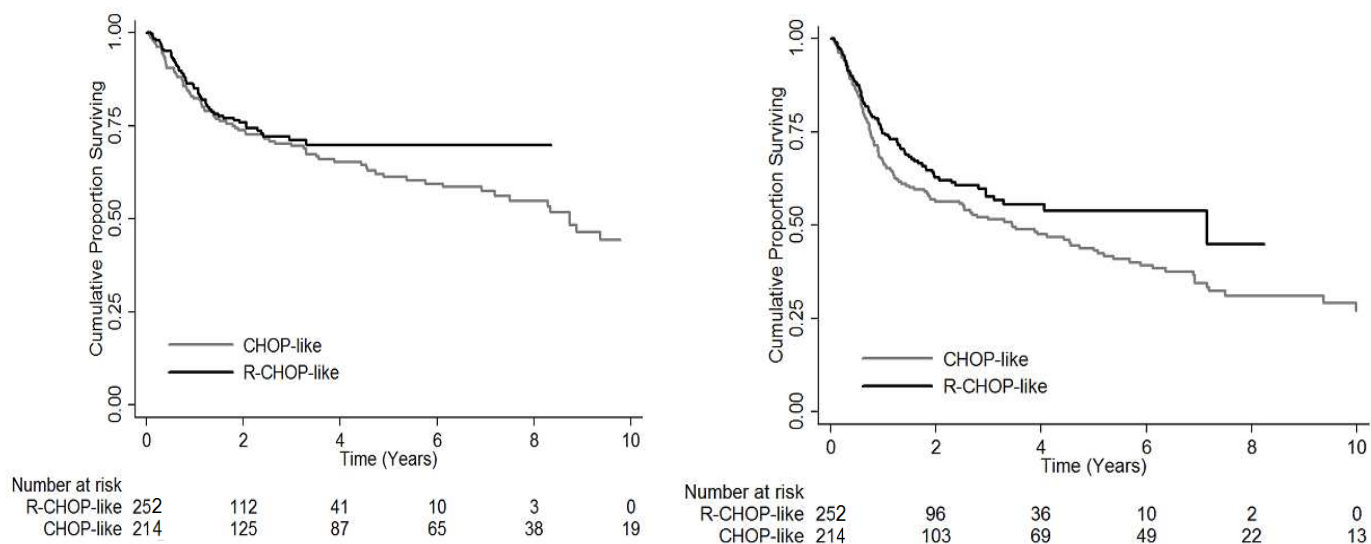 Cumulative Proportion Surviving
1.00
0.75
0.50
0.25
0.00
CHOP-like
R-CHOP-like
0 2 4 6 8 10
Time (Years)
Number at risk
R-CHOP-like 252 112 41 10 3 0
CHOP-like 214 125 87 65 38 19
Cumulative Proportion Surviving
1.00
0.75
0.50
0.25
0.00
CHOP-like
R-CHOP-like
0 2 4 6 8 10
Time (Years)
Number at risk
R-CHOP-like 252 96 36 10 2 0
CHOP-like 214 103 69 49 22 13